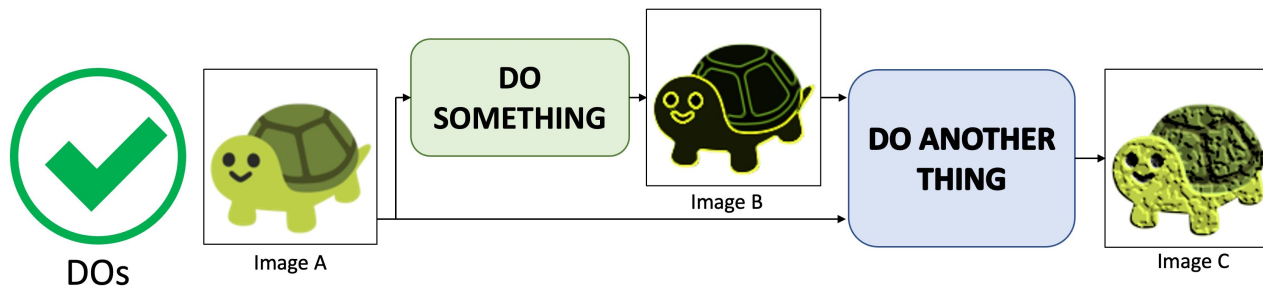 DOs
Image A
DO
SOMETHING
Image B
DO ANOTHER
THING
Image C